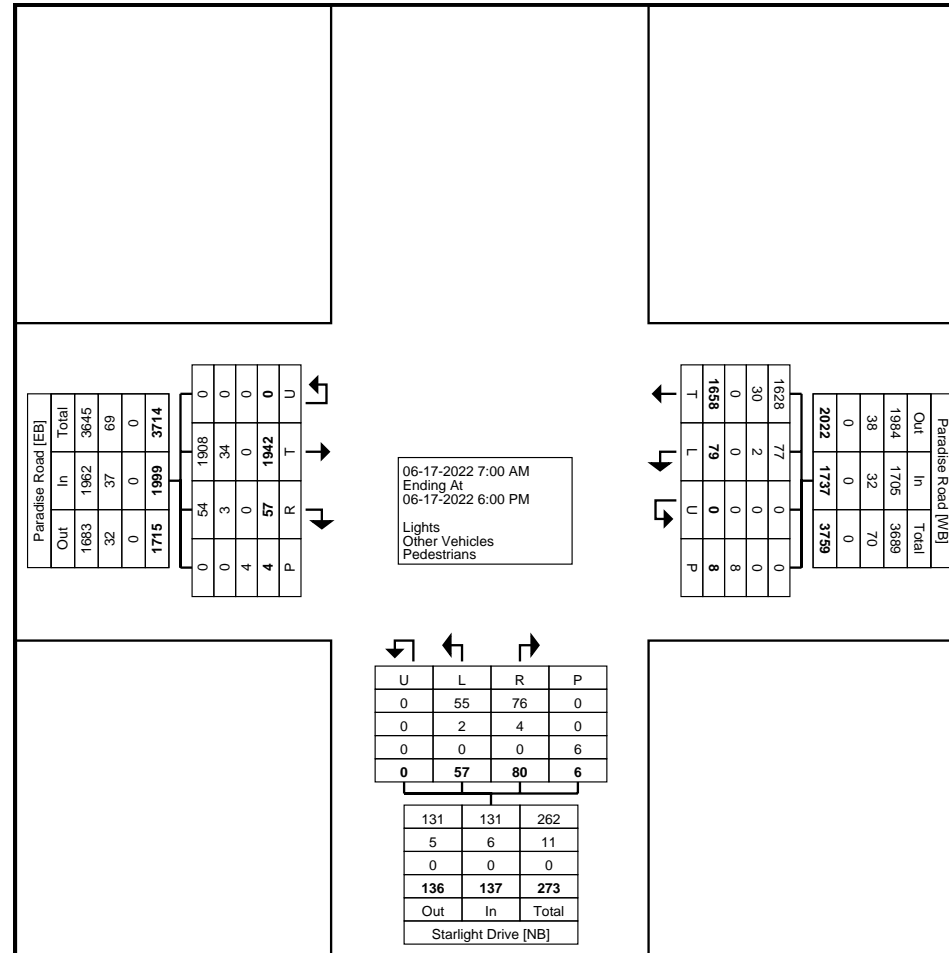 Paradise Road [EB]
Total In Out
3645 1962 1683
69 37 32
0 0 0
3714 1999 1715
0 1908 54 0
0 34 3 0
0 0 0 4
0 1942 57 4
U T R P
06-17-2022 7:00 AM
Ending At
06-17-2022 6:00 PM
Lights
Other Vehicles
Pedestrians
Paradise Road [WB]
Out In Total
1984 1705 3689
38 32 70
0 0 0
2022 1737 3759
1628 77 0 0
30 2 0 0
0 0 0 8
1658 79 0 8
T L U P
U L R P
0 55 76 0
0 2 4 0
0 0 0 6
0 57 80 6
131 131 262
5 6 11
0 0 0
136 137 273
Out In Total
Starlight Drive [NB]